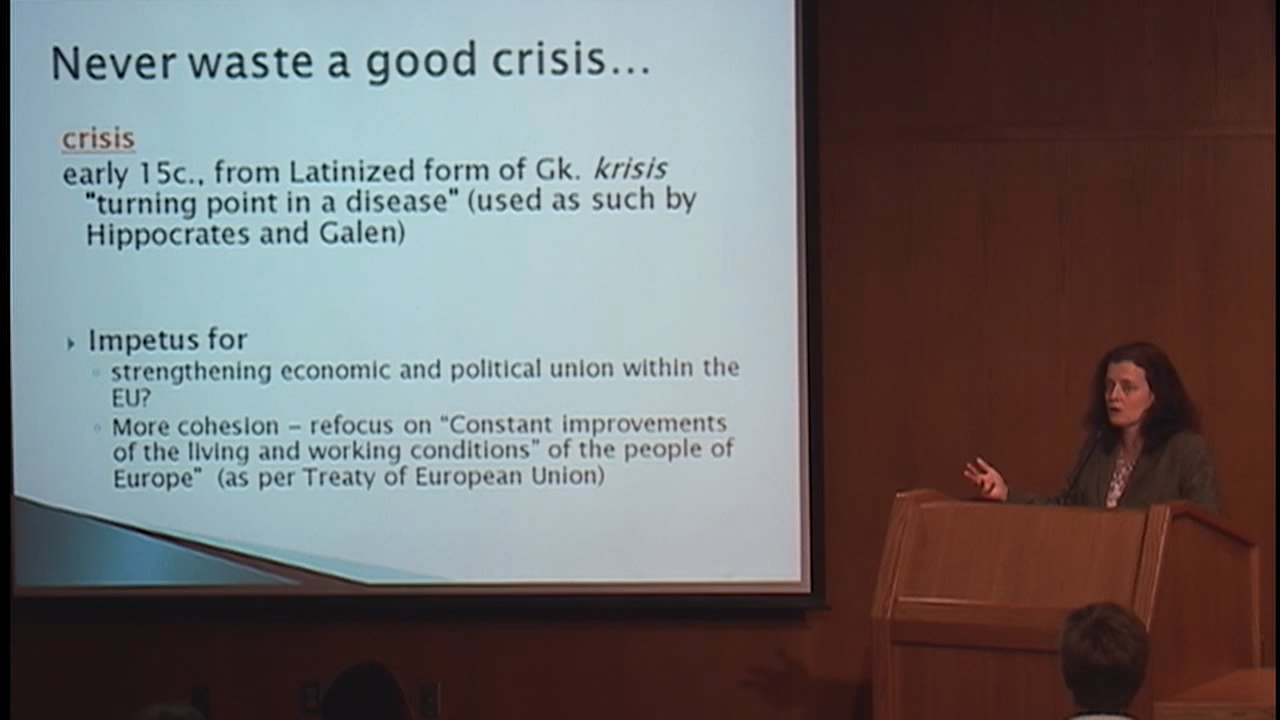 Never waste a good crisis...
crisis
early 15c., from Latinized form of Gk. krisis
"turning point in a disease" (used as such by
Hippocrates and Galen)
Impetus for
strengthening economic and political union within the
EU?
More cohesion – refocus on "Constant improvements
of the living and working conditions" of the people of
Europe" (as per Treaty of European Union)